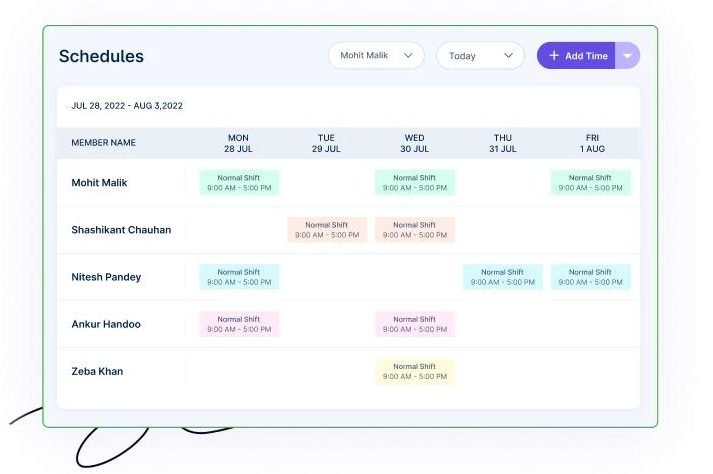 Schedules
Mohit Malik
Today
+ Add Time
JUL 28, 2022 - AUG 3,2022
MEMBER NAME
MON
28 JUL
TUE
29 JUL
WED
30 JUL
THU
31 JUL
FRI
1 AUG
Mohit Malik
Normal Shift
9:00 AM - 5:00 PM
Normal Shift
9:00 AM - 5:00 PM
Normal Shift
9:00 AM - 5:00 PM
Shashikant Chauhan
Normal Shift
9:00 AM - 5:00 PM
Normal Shift
9:00 AM - 5:00 PM
Nitesh Pandey
Normal Shift
9:00 AM - 5:00 PM
Normal Shift
9:00 AM - 5:00 PM
Normal Shift
9:00 AM - 5:00 PM
Ankur Handoo
Normal Shift
9:00 AM - 5:00 PM
Normal Shift
9:00 AM - 5:00 PM
Zeba Khan
Normal Shift
9:00 AM - 5:00 PM